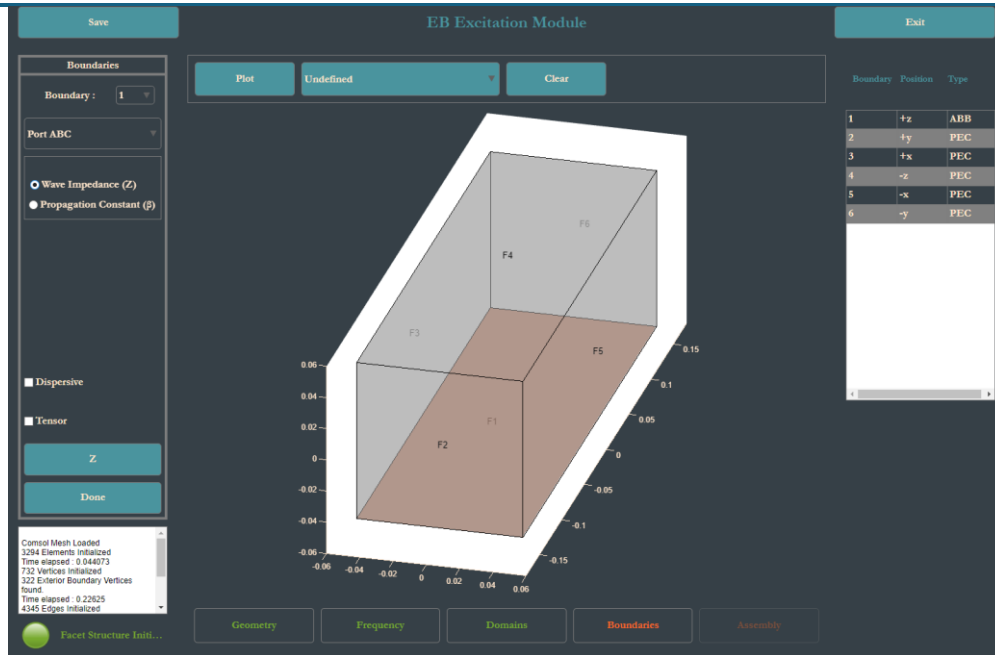 Save
EB Excitation Module
Exit
Boundaries
Boundary :
1
Port ABC
Wave Impedance (Z)
Propagation Constant (β)
Dispersive
Tensor
Z
Done
Comsol Mesh Loaded
3294 Elements Initialized
Time elapsed : 0.044073
732 Vertices Initialized
322 Exterior Boundary Vertices
found.
Time elapsed : 0.22625
4345 Edges Initialized
Facet Structure Initi...
Plot
Undefined
Clear
F6
F4
F3
F5
F1
F2
0.06
0.04
0.02
0
-0.02
-0.04
-0.06
-0.06
-0.04
-0.02
0
0.02
0.04
0.06
-0.15
-0.1
-0.05
0
0.05
0.1
0.15
Boundary Position Type
1 +z ABB
2 +y PEC
3 +x PEC
4 -z PEC
5 -x PEC
6 -y PEC
Geometry
Frequency
Domains
Boundaries
Assembly